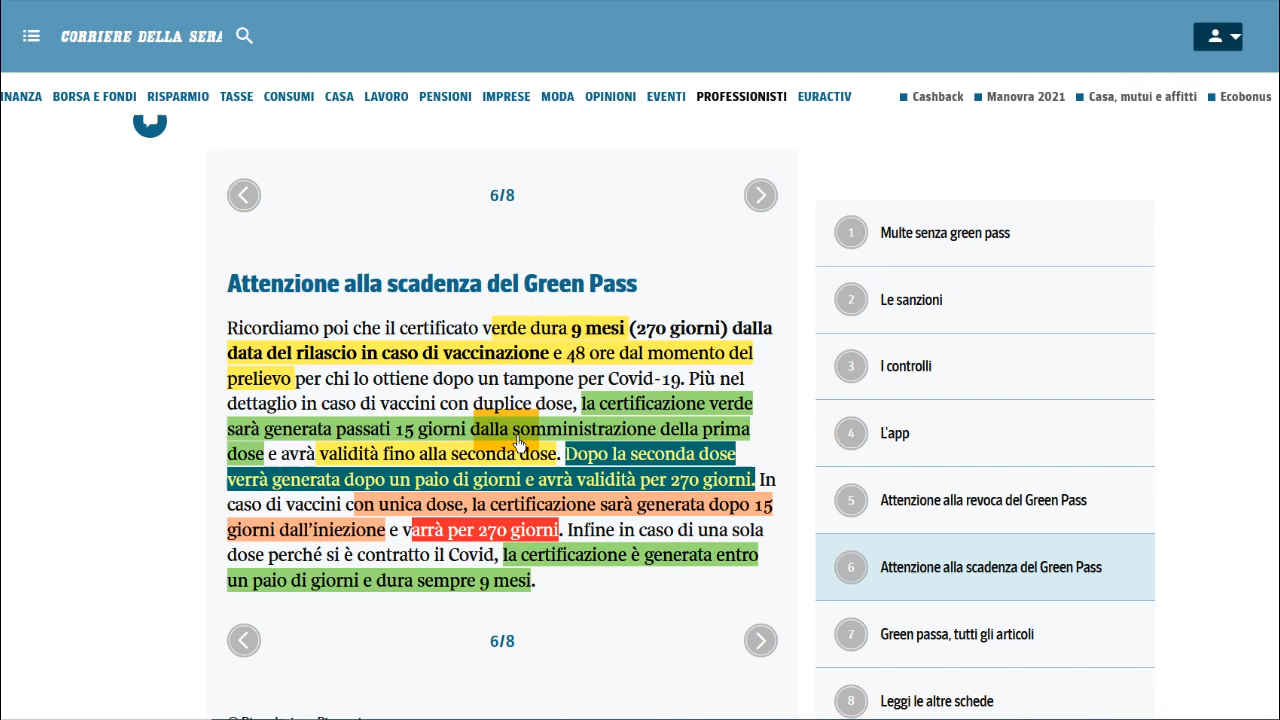 CORRIERE DELLA SERA
INANZA BORSA E FONDI RISPARMIO TASSE CONSUMI CASA LAVORO PENSIONI IMPRESE MODA OPINIONI EVENTI PROFESSIONISTI EURACTIV Cashback Manovra 2021 Casa, mutui e affitti Ecobonus
6/8
Attenzione alla scadenza del Green Pass
Ricordiamo poi che il certificato verde dura 9 mesi (270 giorni) dalla
data del rilascio in caso di vaccinazione e 48 ore dal momento del
prelievo per chi lo ottiene dopo un tampone per Covid-19. Più nel
dettaglio in caso di vaccini con duplice dose, la certificazione verde
sarà generata passati 15 giorni dalla somministrazione della prima
dose e avrà validità fino alla seconda dose. Dopo la seconda dose
verrà generata dopo un paio di giorni e avrà validità per 270 giorni. In
caso di vaccini con unica dose, la certificazione sarà generata dopo 15
giorni dall'iniezione e varrà per 270 giorni. Infine in caso di una sola
dose perché si è contratto il Covid, la certificazione è generata entro
un paio di giorni e dura sempre 9 mesi.
6/8
1 Multe senza green pass
2 Le sanzioni
3 I controlli
4 L'app
5 Attenzione alla revoca del Green Pass
6 Attenzione alla scadenza del Green Pass
7 Green passa, tutti gli articoli
8 Leggi le altre schede